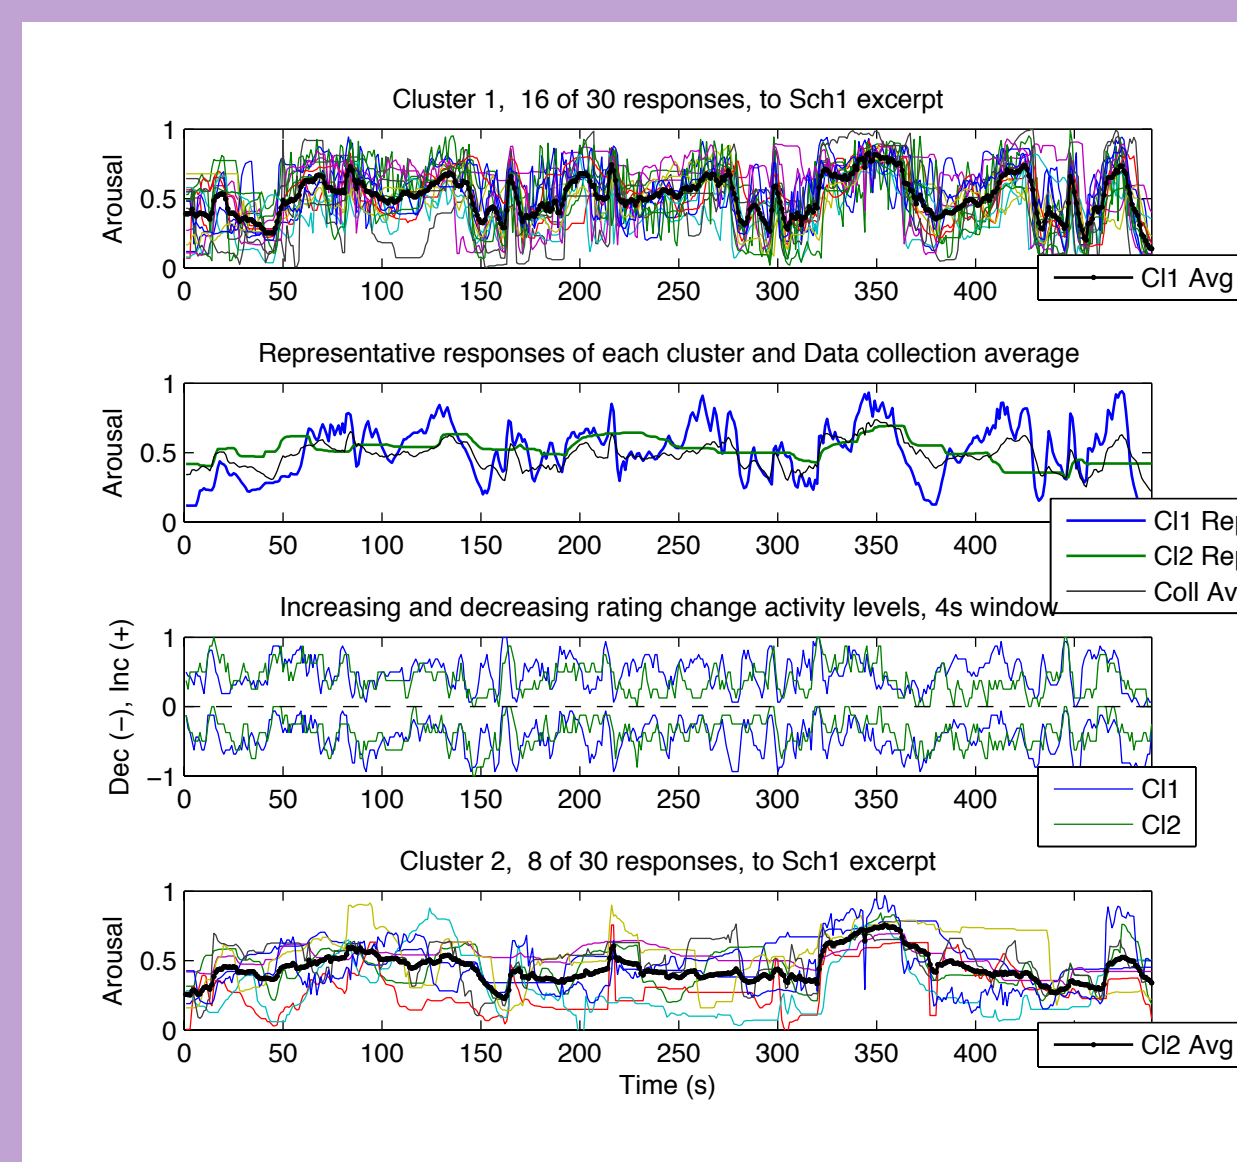 Cluster 1,  16 of 30 responses, to Sch1 excerpt
Arousal
1
0.5
0
0 50 100 150 200 250 300 350 400
Cl1 Avg
Representative responses of each cluster and Data collection average
Arousal
1
0.5
0
0 50 100 150 200 250 300 350 400
Cl1
Cl2
Coll
Increasing and decreasing rating change activity levels, 4s window
Dec (−), Inc (+)
1
0
−1
0 50 100 150 200 250 300 350 400
Cl1
Cl2
Cluster 2,  8 of 30 responses, to Sch1 excerpt
Arousal
1
0.5
0
0 50 100 150 200 250 300 350 400
Cl2 Avg
Time (s)